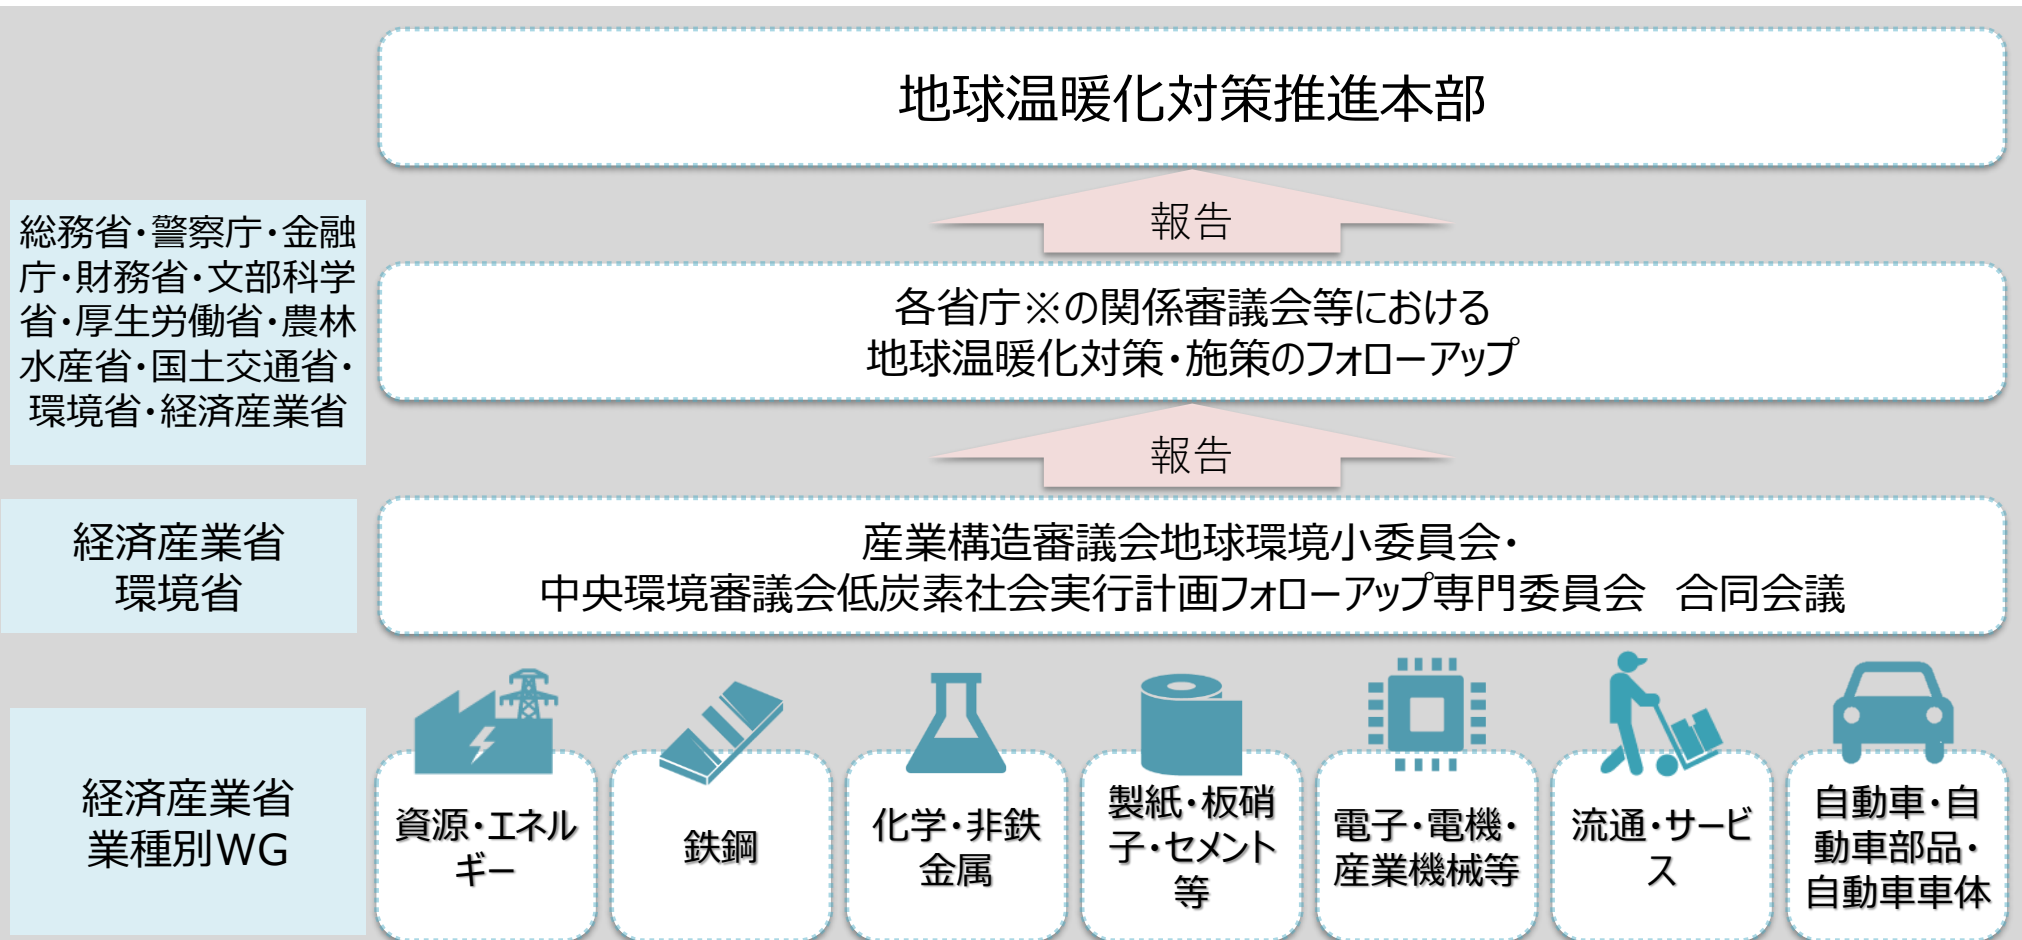 地球温暖化対策推進本部
報告
総務省・警察庁・金融
庁・財務省・文部科学
省・厚生労働省・農林
水産省・国土交通省・
環境省・経済産業省
各省庁※の関係審議会等における
地球温暖化対策・施策のフォローアップ
報告
経済産業省
環境省
産業構造審議会地球環境小委員会・
中央環境審議会低炭素社会実行計画フォローアップ専門委員会　合同会議
経済産業省
業種別WG
資源・エネル
ギー
鉄鋼
化学・非鉄
金属
製紙・板硝
子・セメント
等
電子・電機・
産業機械等
流通・サービ
ス
自動車・自
動車部品・
自動車車体